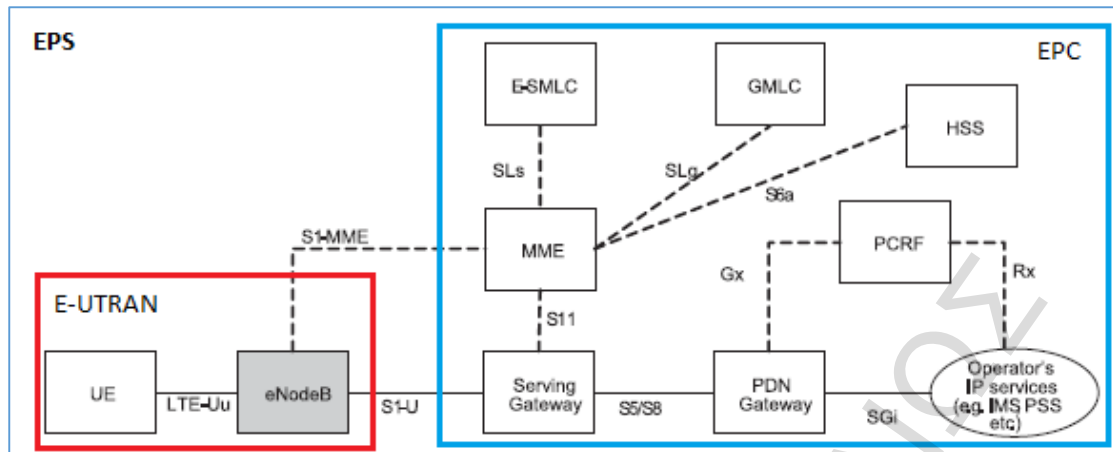 EPS
EPC
E-SMLC
GMLC
HSS
SLs
SLg
S6a
S1-MME
MME
PCRF
Gx
Rx
E-UTRAN
S11
UE
LTE-Uu
eNodeB
S1-U
Serving
Gateway
S5/S8
PDN
Gateway
SGi
Operator's
IP services
(e.g. IMS PSS
etc.)